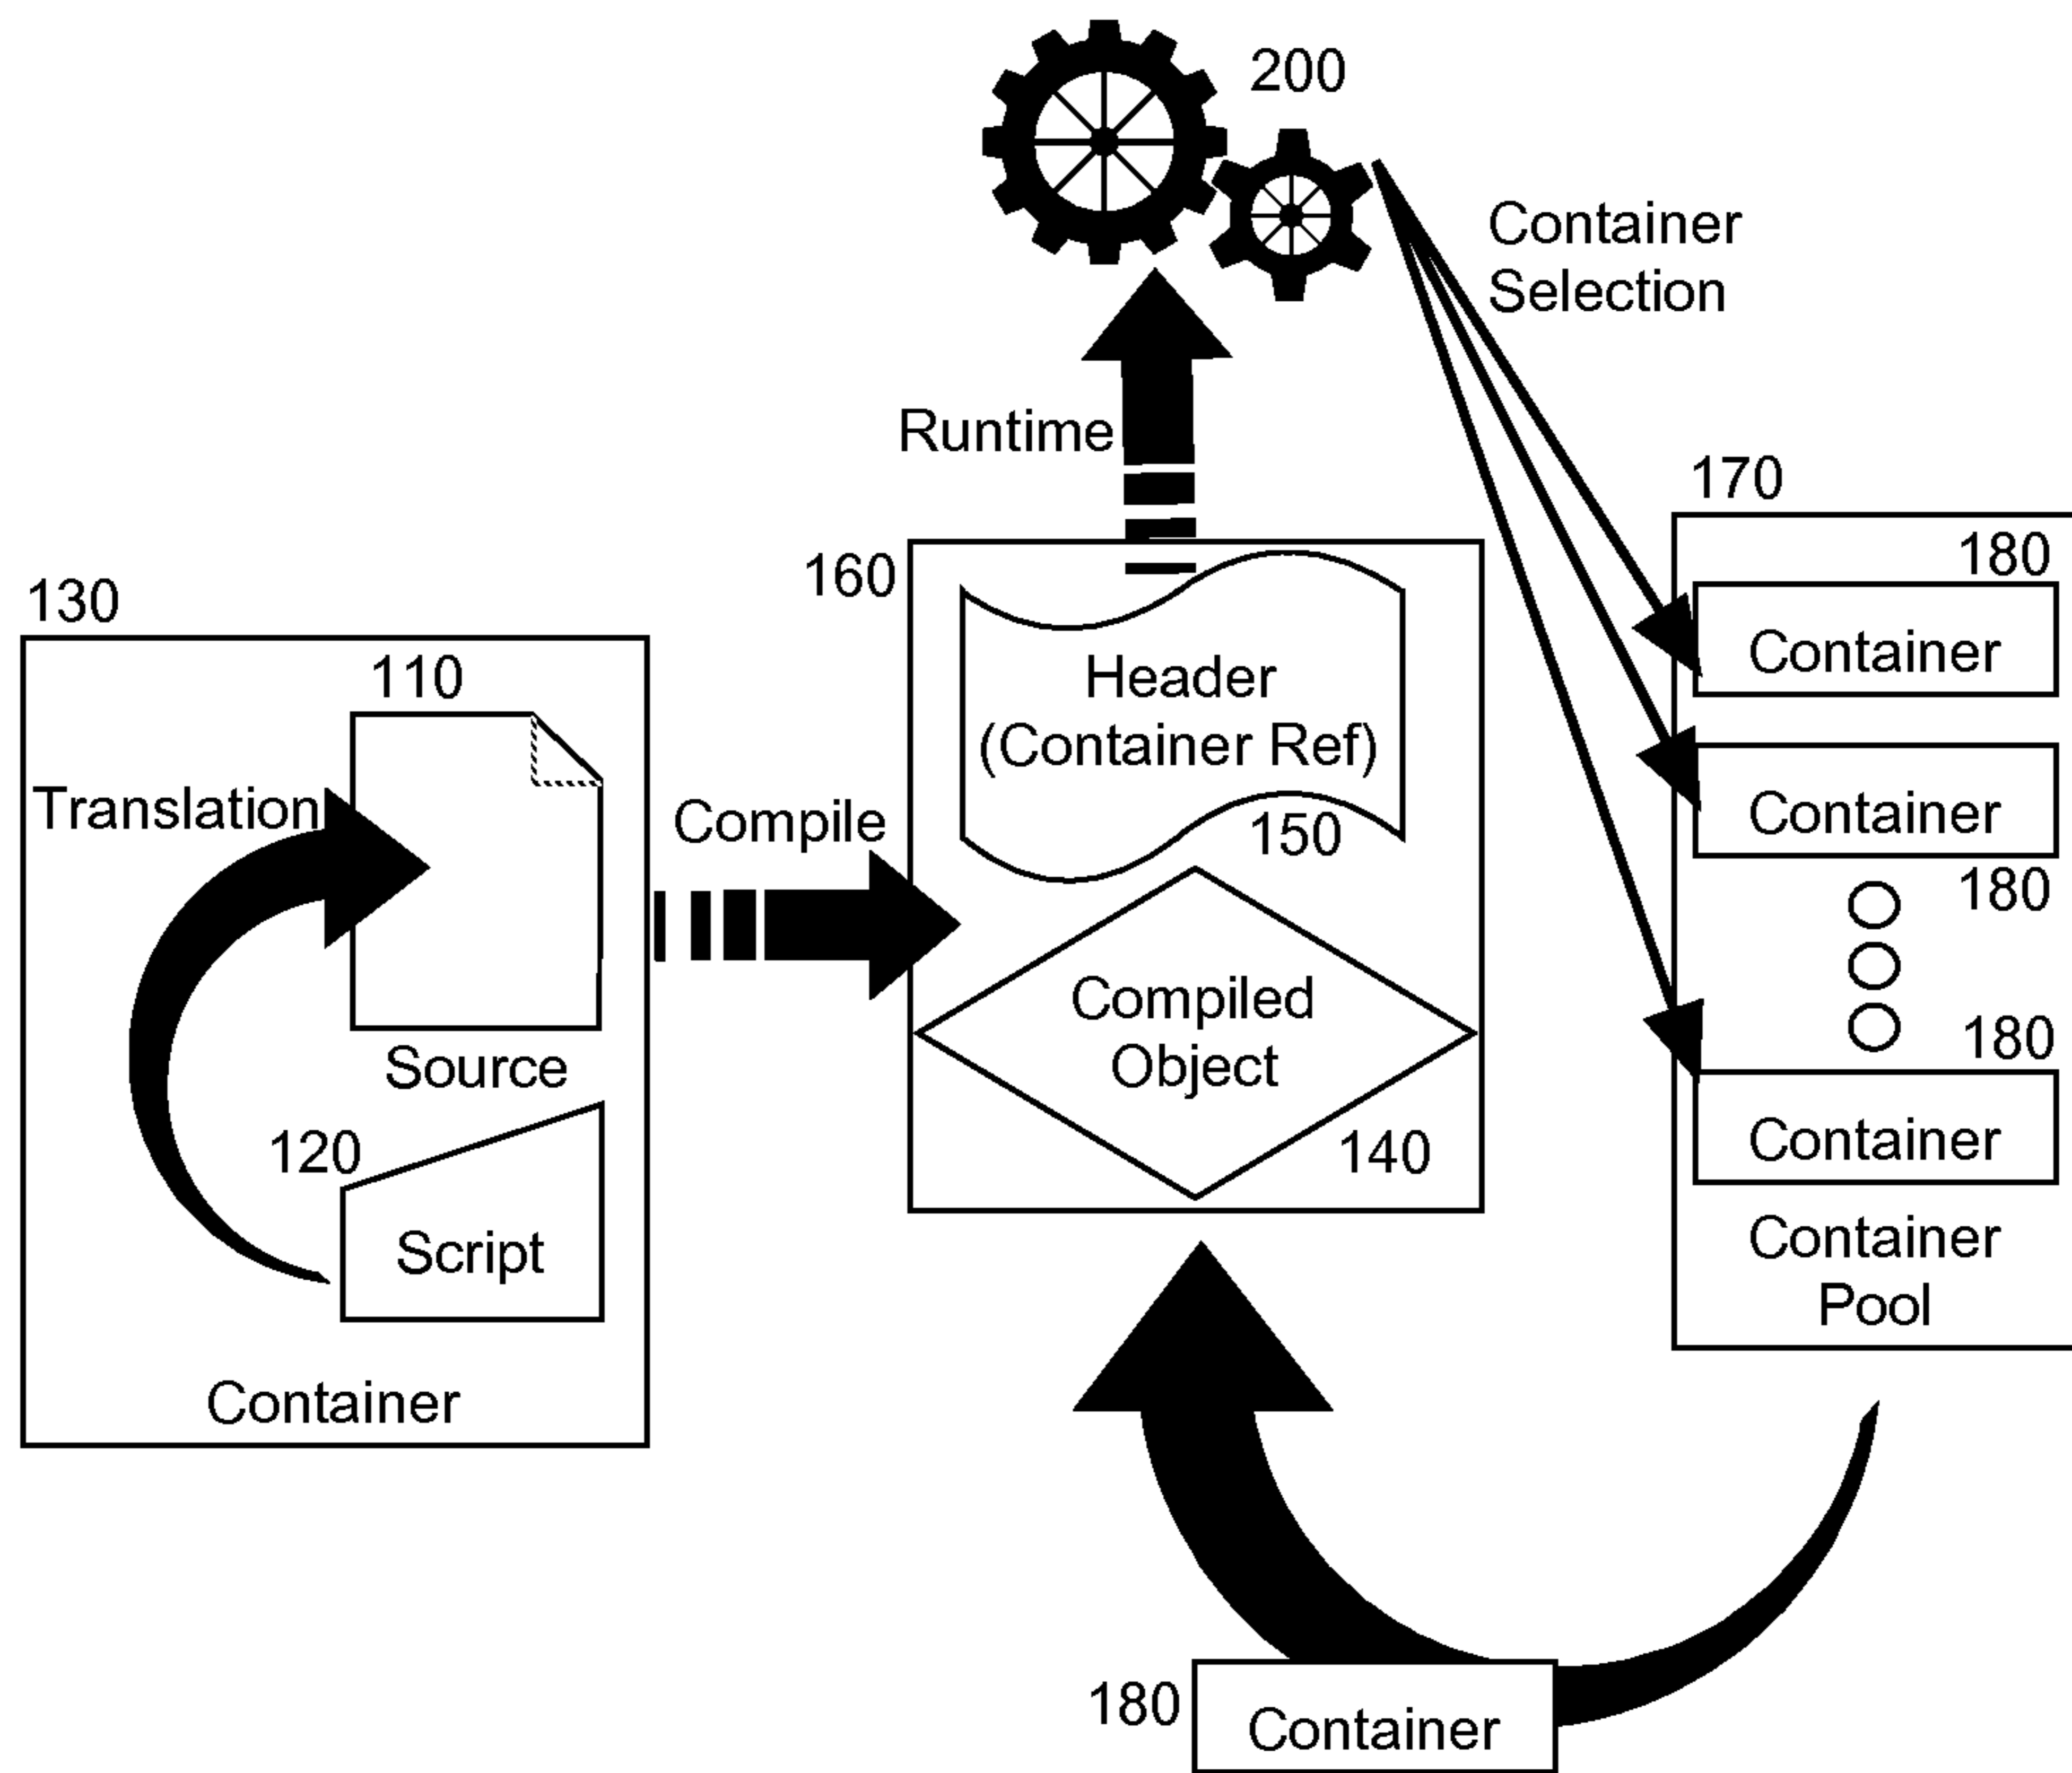 200
Container
Selection
Runtime
170
160
180
Container
130
110
Header
(Container Ref)
150
Translation
Compile
Container
180
Source
Compiled
Object
140
180
Container
120
Script
Container
Container
Pool
180
Container